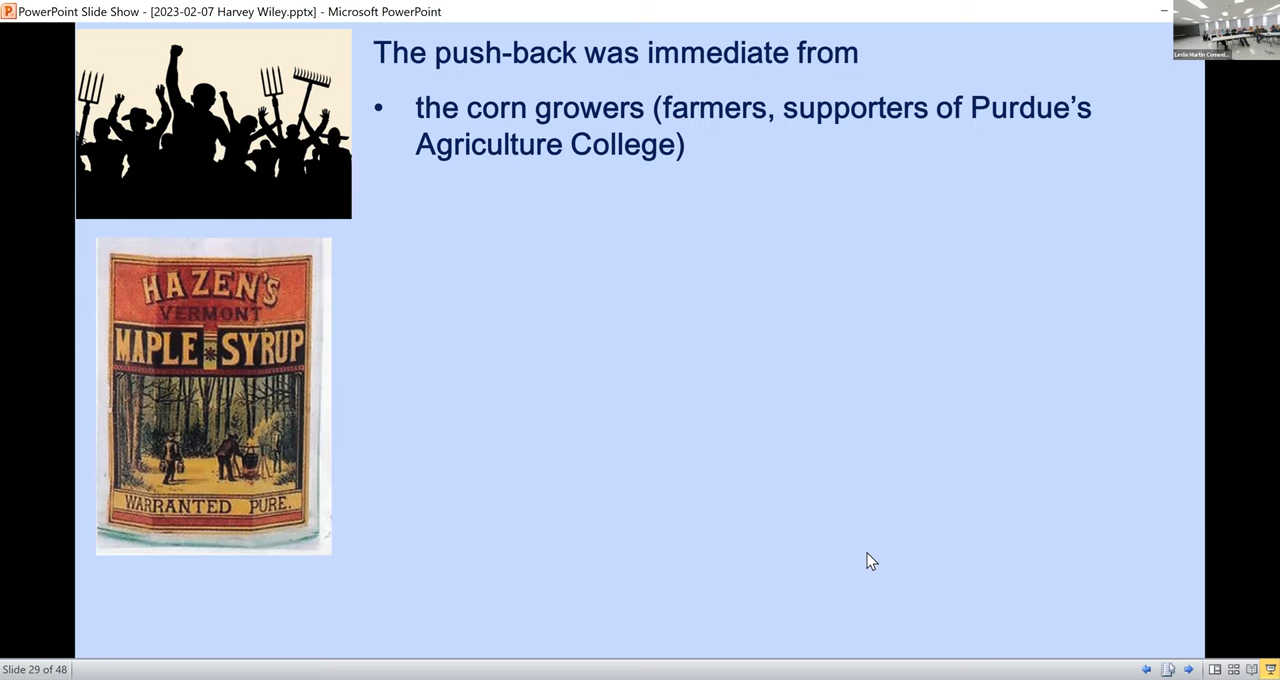 PowerPoint Slide Show - [2023-02-07 Harvey Wiley.pptx] - Microsoft PowerPoint
The push-back was immediate from
• the corn growers (farmers, supporters of Purdue's
Agriculture College)
HAZEN'S
VERMONT
MAPLE SYRUP
WARRANTED PURE.
Slide 29 of 48